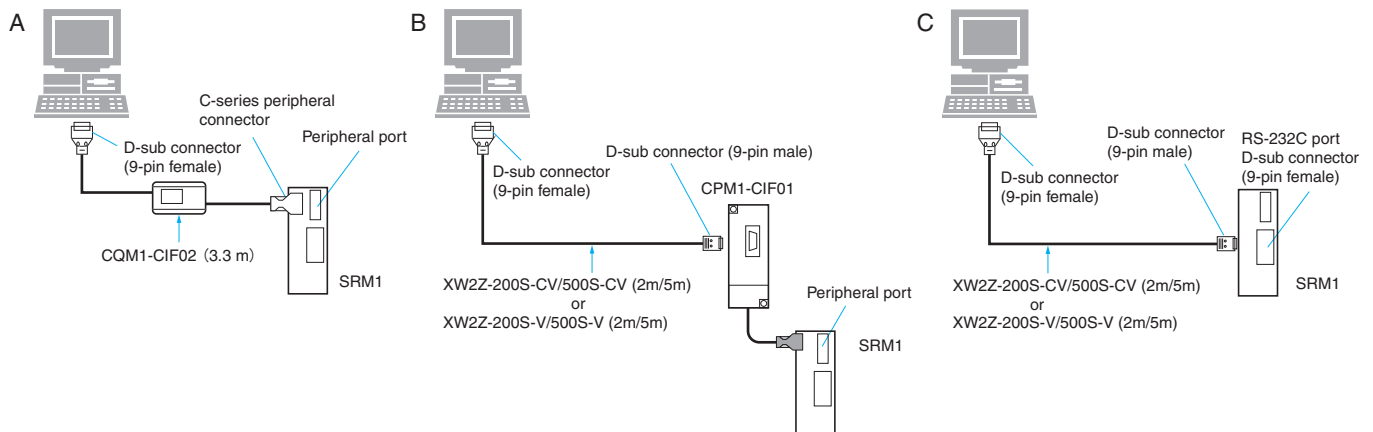 A
C-series peripheral
connector
Peripheral port
D-sub connector
(9-pin female)
CQM1-CIF02 (3.3 m)
SRM1
B
D-sub connector (9-pin male)
D-sub connector
(9-pin female)
CPM1-CIF01
XW2Z-200S-CV/500S-CV (2m/5m)
or
XW2Z-200S-V/500S-V (2m/5m)
Peripheral port
SRM1
C
D-sub connector
(9-pin male)
RS-232C port
D-sub connector
(9-pin female)
D-sub connector
(9-pin female)
XW2Z-200S-CV/500S-CV (2m/5m)
or
XW2Z-200S-V/500S-V (2m/5m)
SRM1